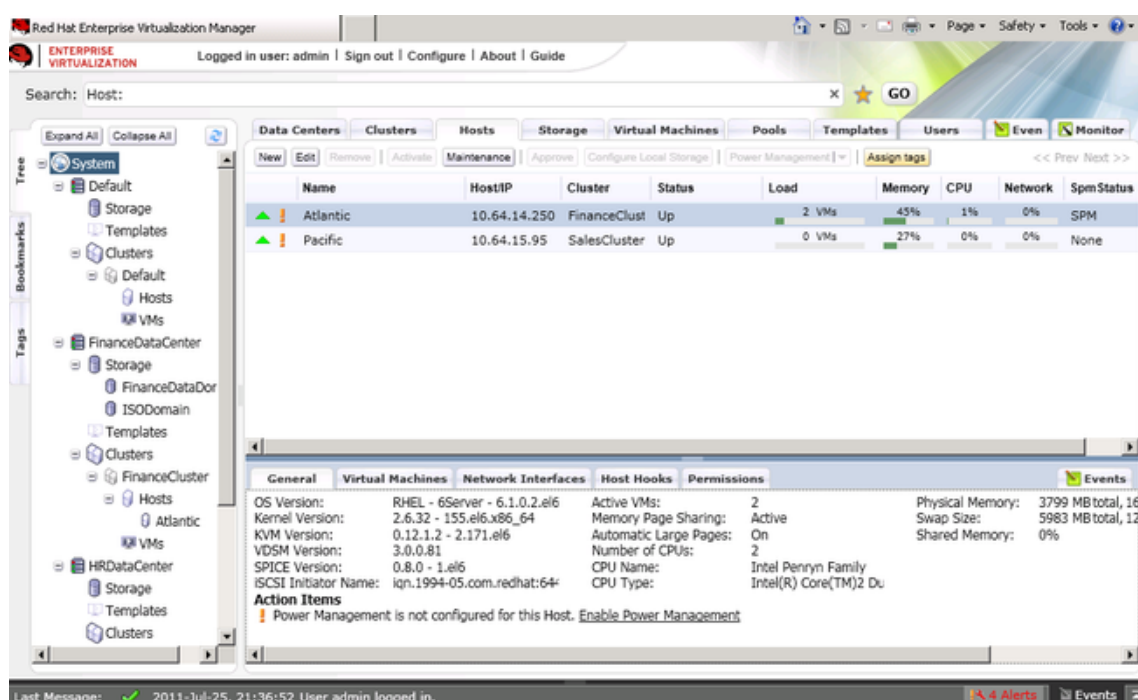 Red Hat Enterprise Virtualization Manager
Page Safety Tools
ENTERPRISE
VIRTUALIZATION
Logged in user: admin | Sign out | Configure | About | Guide
Search: Host: × GO
Expand All Collapse All
Tree
Bookmarks
Tags
System
Default
Storage
Templates
Clusters
Default
Hosts
VMs
FinanceDataCenter
Storage
FinanceDataDor
ISODomain
Templates
Clusters
FinanceCluster
Hosts
Atlantic
VMs
HRDataCenter
Storage
Templates
Clusters
Data Centers Clusters Hosts Storage Virtual Machines Pools Templates Users Even Monitor
New Edit Remove Activate Maintenance Approve Configure Local Storage Power Management Assign tags << Prev Next >>
Name Host/IP Cluster Status Load Memory CPU Network SpmStatus
Atlantic 10.64.14.250 FinanceClust Up 2 VMs 45% 1% 0% SPM
Pacific 10.64.15.95 SalesCluster Up 0 VMs 27% 0% 0% None
General Virtual Machines Network Interfaces Host Hooks Permissions Events
OS Version: RHEL - 6Server - 6.1.0.2.el6 Active VMs: 2 Physical Memory: 3799 MB total, 16
Kernel Version: 2.6.32 - 155.el6.x86_64 Memory Page Sharing: Active Swap Size: 5983 MB total, 13
KVM Version: 0.12.1.2 - 2.171.el6 Automatic Large Pages: On Shared Memory: 0%
VDSM Version: 3.0.0.81 Number of CPUs: 2
SPICE Version: 0.8.0 - 1.el6 CPU Name: Intel Penryn Family
iSCSI Initiator Name: iqn.1994-05.com.redhat:64 CPU Type: Intel(R) Core(TM)2 Du
Action Items
Power Management is not configured for this Host. Enable Power Management
Last Message: 2011-Jul-25, 21:36:52 User admin logged in. 4 Alerts Events